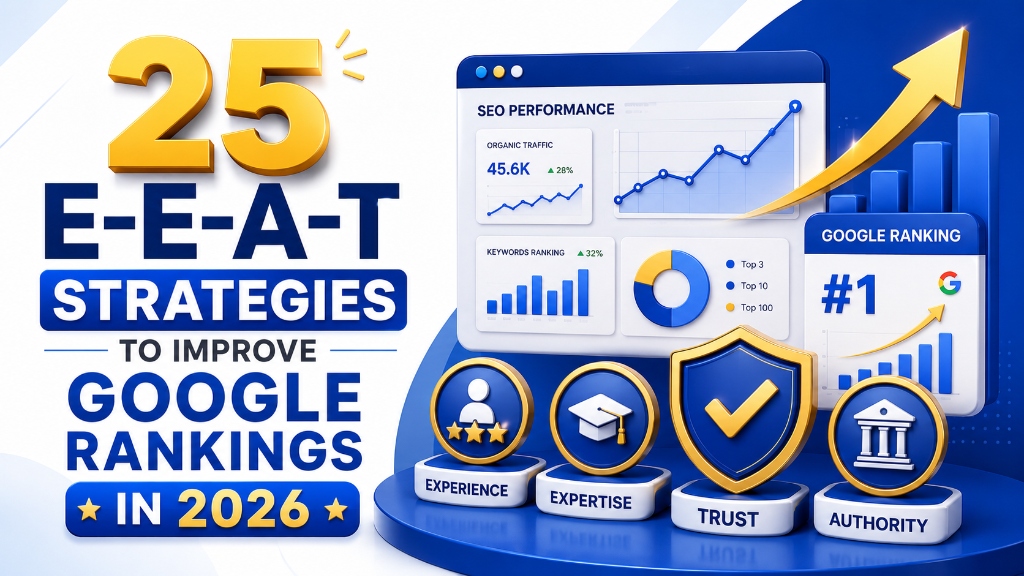 25
E-E-A-T
STRATEGIES
TO IMPROVE
GOOGLE
RANKINGS
IN 2026
SEO PERFORMANCE
ORGANIC TRAFFIC
45.6K ▲ 28%
KEYWORDS RANKING ▲ 32%
Top 3
Top 10
Top 100
GOOGLE RANKING
#1
G
EXPERIENCE
EXPERTISE
TRUST
AUTHORITY